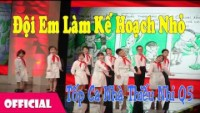 Đội Em Làm Kế Hoạch Nhỏ
Tốp Ca Nhà Thiếu Nhi Q5
OFFICIAL